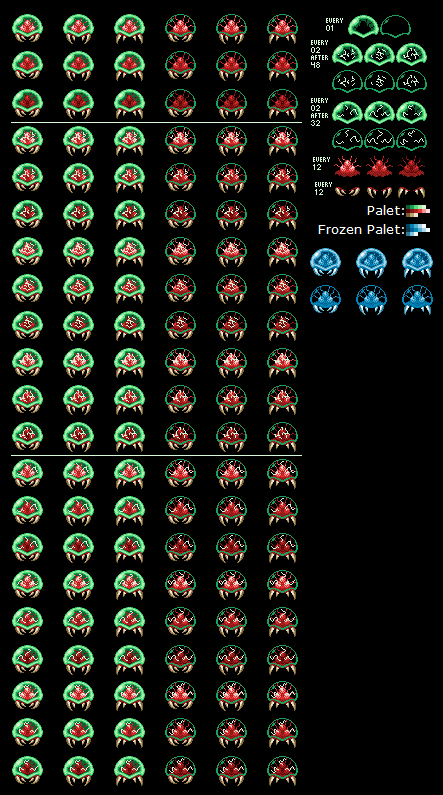 EVERY
01
EVERY
02
AFTER
48
EVERY
02
AFTER
32
EVERY
12
EVERY
12
Palet:
Frozen Palet: